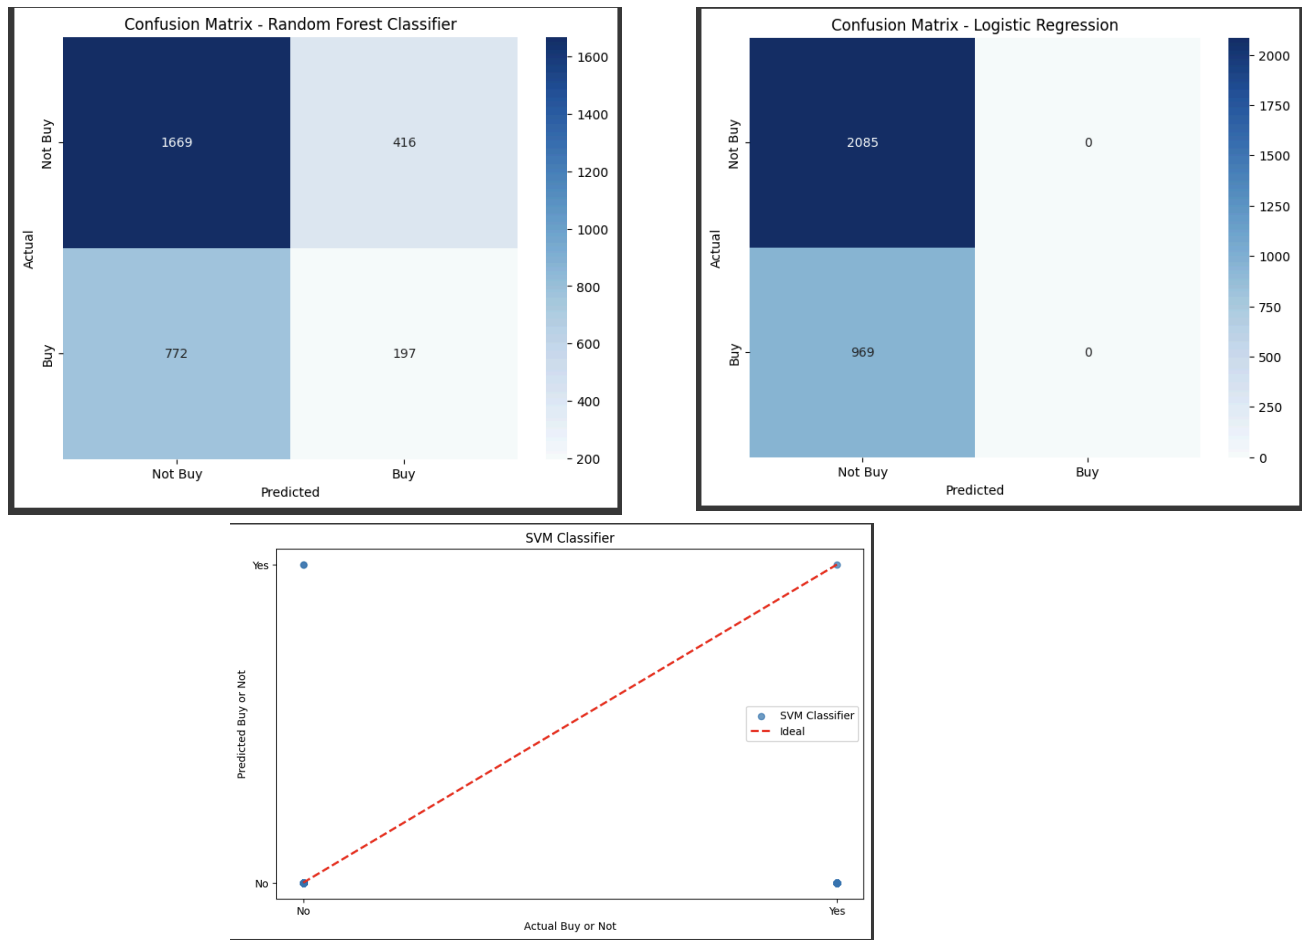 Confusion Matrix - Random Forest Classifier
Actual
Not Buy
1669
416
Buy
772
197
Not Buy
Buy
Predicted
1600
1400
1200
1000
800
600
400
200
Confusion Matrix - Logistic Regression
Actual
Not Buy
2085
0
Buy
969
0
Not Buy
Buy
Predicted
2000
1750
1500
1250
1000
750
500
250
0
SVM Classifier
Predicted Buy or Not
Yes
No
SVM Classifier
Ideal
No
Yes
Actual Buy or Not